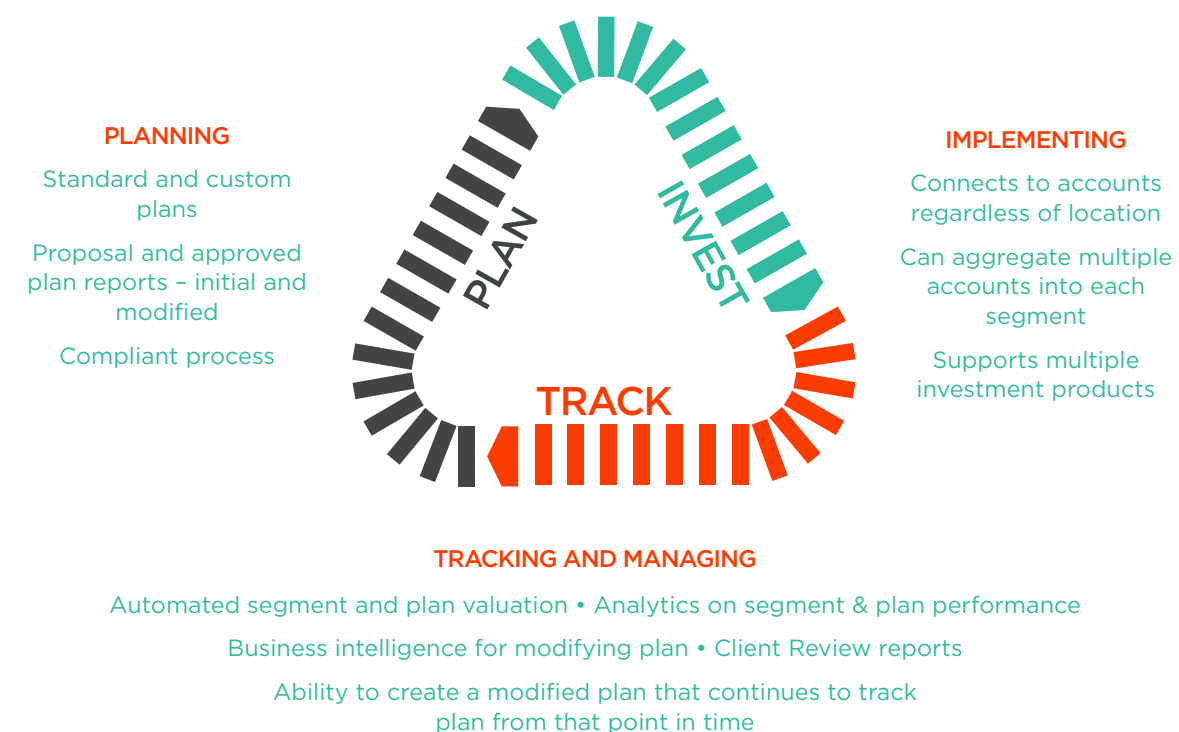 PLANNING
Standard and custom
plans
Proposal and approved
plan reports – initial and
modified
Compliant process
PLAN
INVEST
TRACK
IMPLEMENTING
Connects to accounts
regardless of location
Can aggregate multiple
accounts into each
segment
Supports multiple
investment products
TRACKING AND MANAGING
Automated segment and plan valuation • Analytics on segment & plan performance
Business intelligence for modifying plan • Client Review reports
Ability to create a modified plan that continues to track
plan from that point in time